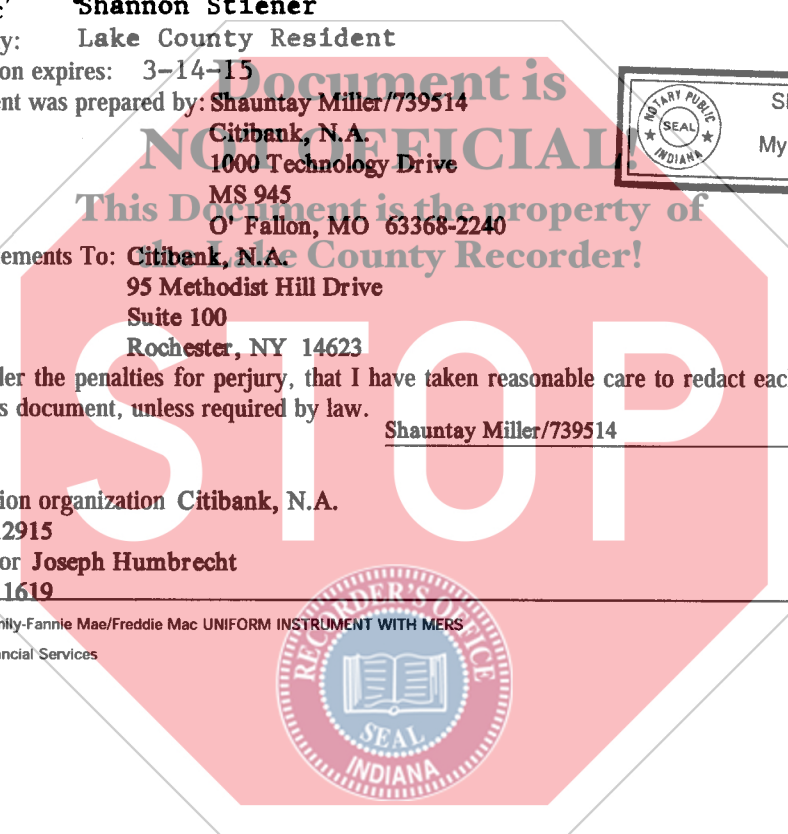 Shannon Stiener
y: Lake County Resident
on expires: 3-14-15
Document is
ent was prepared by: Shauntay Miller/739514
Citibank, N.A.
NOT OFFICIAL!
1000 Technology Drive
MS 945
This Document is the property of
O' Fallon, MO 63368-2240
the Lake County Recorder!
ements To: Citibank, N.A.
95 Methodist Hill Drive
Suite 100
Rochester, NY 14623
der the penalties for perjury, that I have taken reasonable care to redact eac
s document, unless required by law.
Shauntay Miller/739514
STOP
ion organization Citibank, N.A.
2915
or Joseph Humbrecht
1619
mily-Fannie Mae/Freddie Mac UNIFORM INSTRUMENT WITH MERS
ancial Services
NOTARY PUBLIC
SEAL
INDIANA
My
RECORDER'S OFFICE
SEAL
INDIANA